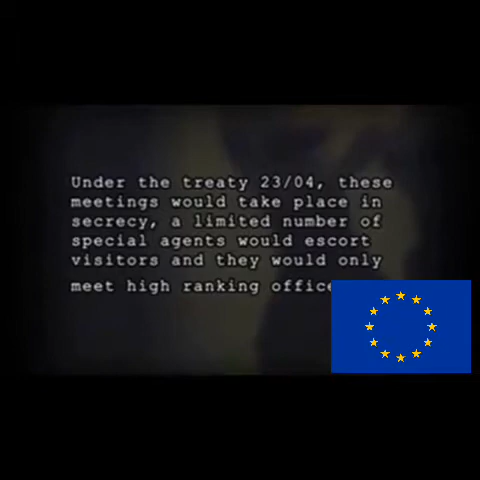 Under the treaty 23/04, these
meetings would take place in
secrecy, a limited number of
special agents would escort
visitors and they would only
meet high ranking